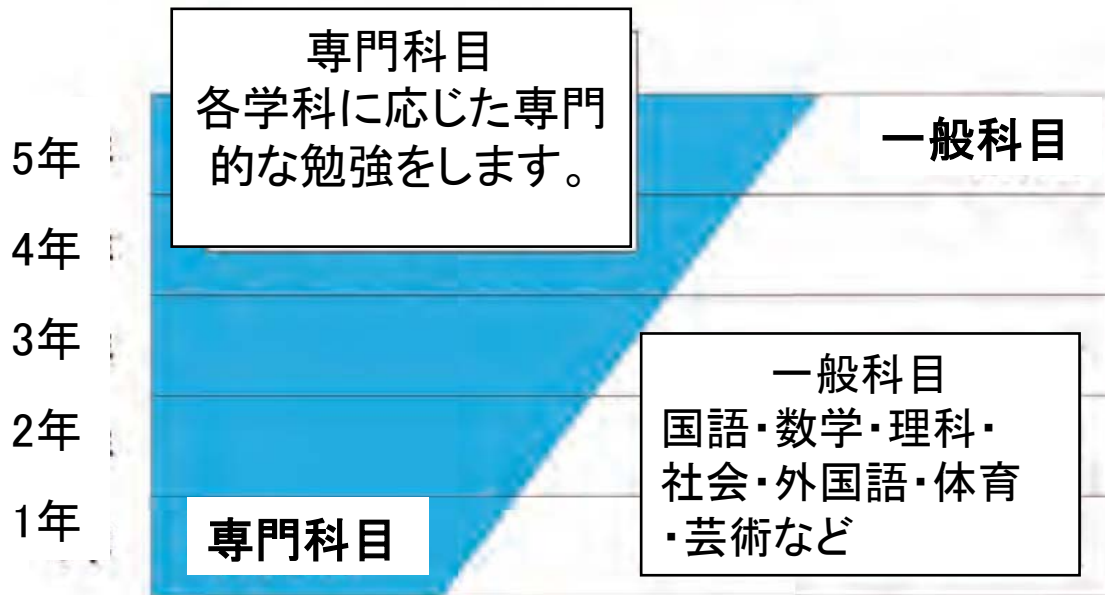 専門科目
各学科に応じた専門
的な勉強をします。
一般科目
5年
4年
3年
2年
1年
一般科目
国語・数学・理科・
社会・外国語・体育
・芸術など
専門科目